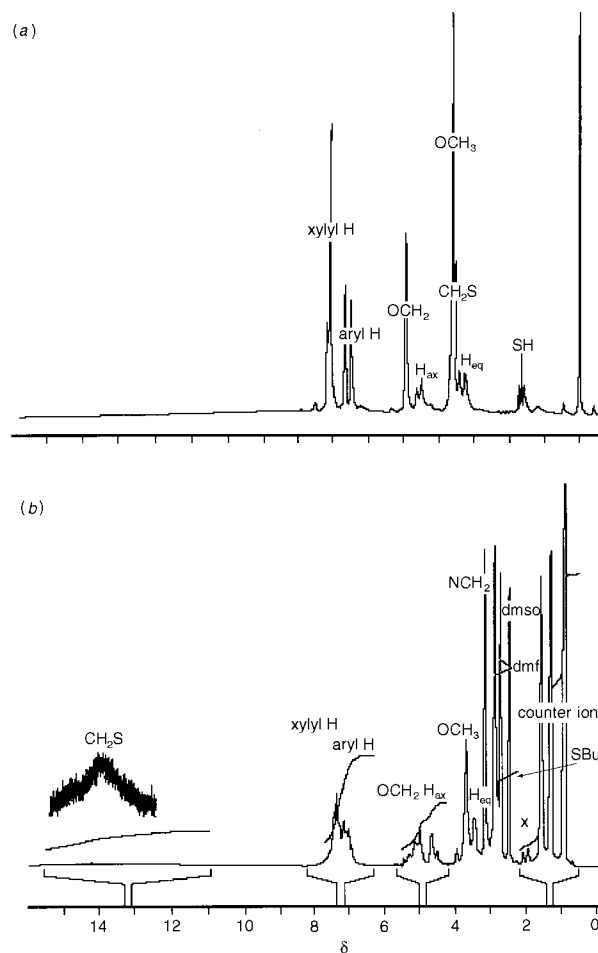 (a)
OCH3
xylyl H
CH2S
OCH2
aryl H
SH
Hax
Heq
(b)
NCH2
dmso
dmf
xylyl H
CH2S
aryl H
counter ion
OCH3
SBu
OCH2 Hax
Heq
x
14 12 10 8 6 4 2 0
δ